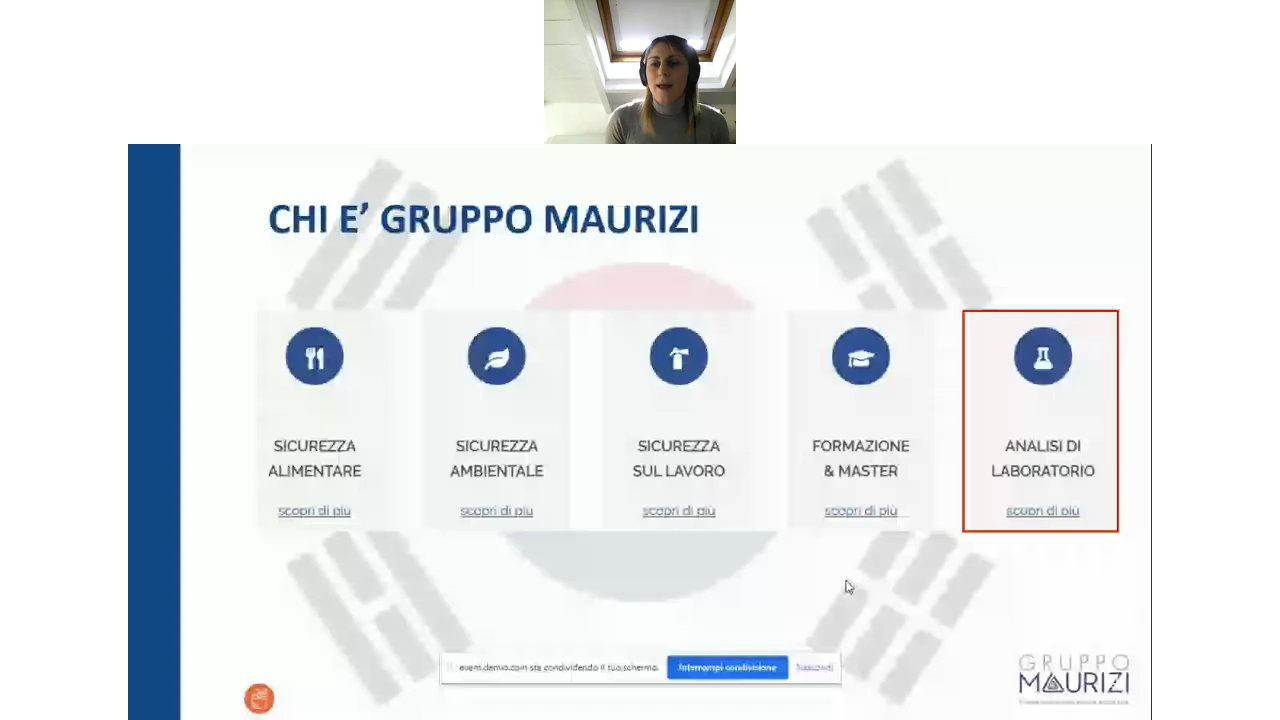 CHI E' GRUPPO MAURIZI
SICUREZZA
ALIMENTARE
scopri di più
SICUREZZA
AMBIENTALE
scopri di più
SICUREZZA
SUL LAVORO
scopri di più
FORMAZIONE
& MASTER
scopri di più
ANALISI DI
LABORATORIO
scopri di più
event.demio.com sta condividendo il tuo schermo.
Interrompi condivisione
Nascondi
GRUPPO
MAURIZI